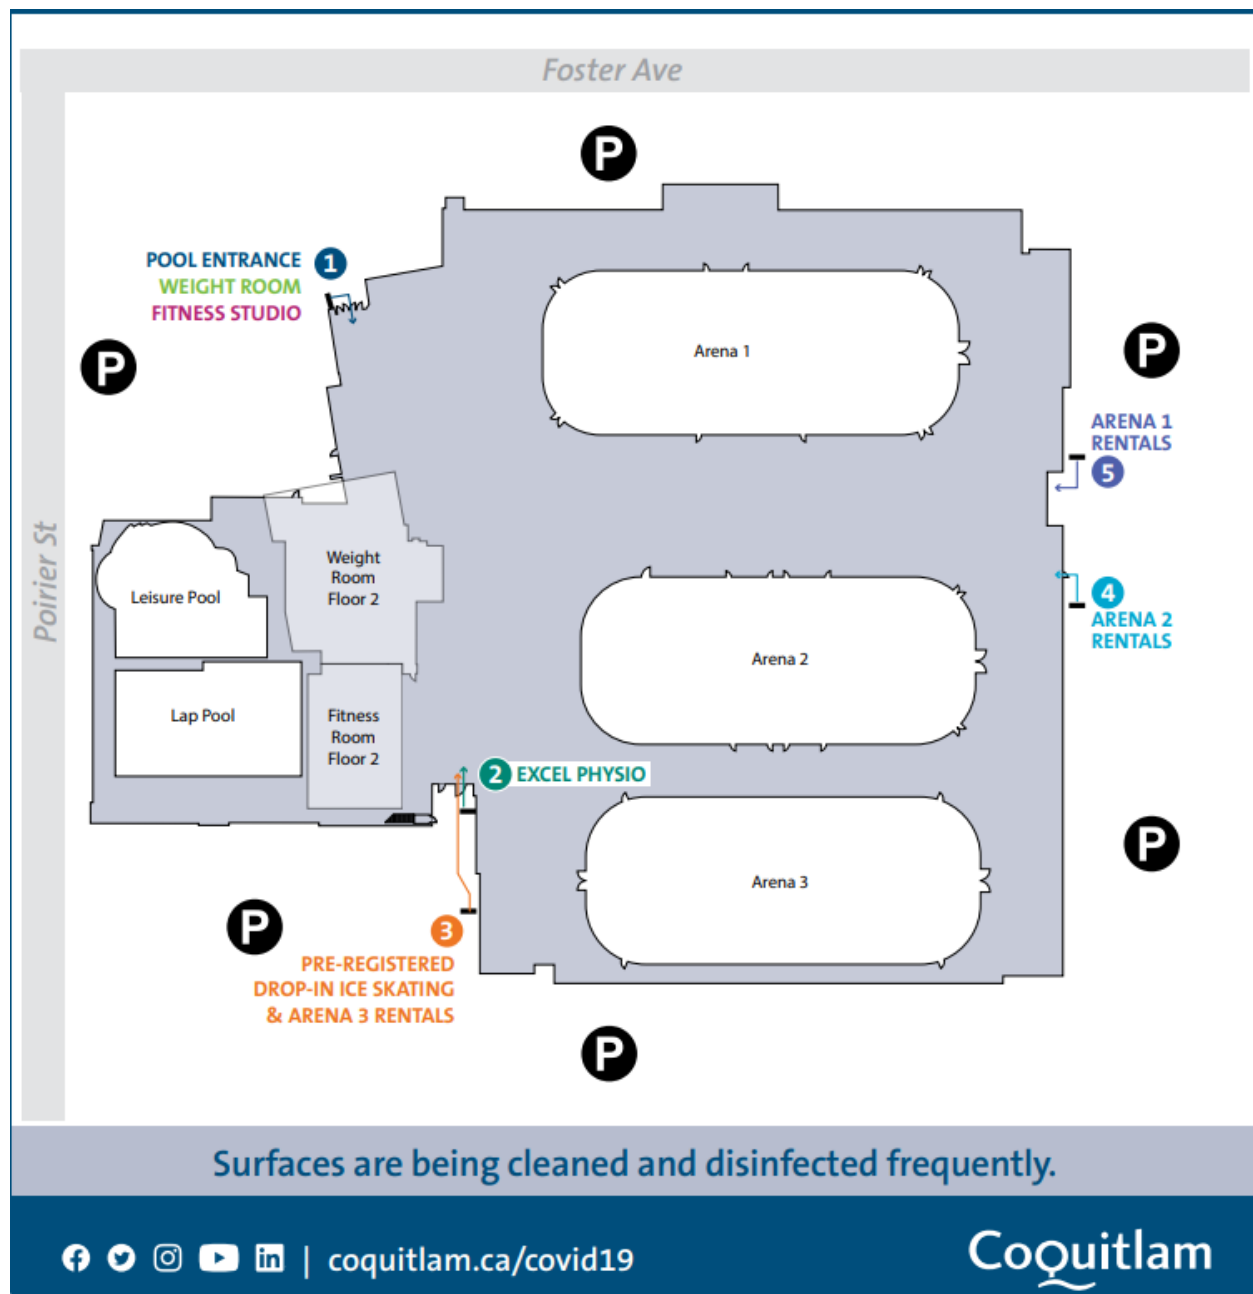 Foster Ave
P
POOL ENTRANCE 1
WEIGHT ROOM
FITNESS STUDIO
P
P
Arena 1
ARENA 1
RENTALS
5
Poirier St
Weight
Room
Floor 2
Leisure Pool
4
ARENA 2
RENTALS
Arena 2
Lap Pool
Fitness
Room
Floor 2
2 EXCEL PHYSIO
P
Arena 3
P
3
PRE-REGISTERED
DROP-IN ICE SKATING
& ARENA 3 RENTALS
P
Surfaces are being cleaned and disinfected frequently.
| coquitlam.ca/covid19
Coquitlam